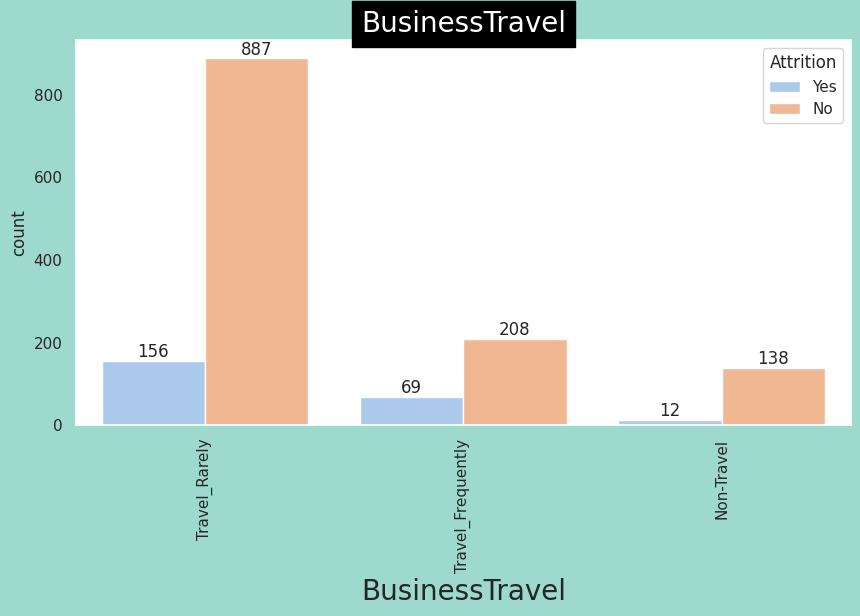 BusinessTravel
887
Attrition
Yes
No
800
600
count
400
208
200
156
138
69
12
0
Travel_Rarely
Travel_Frequently
Non-Travel
BusinessTravel